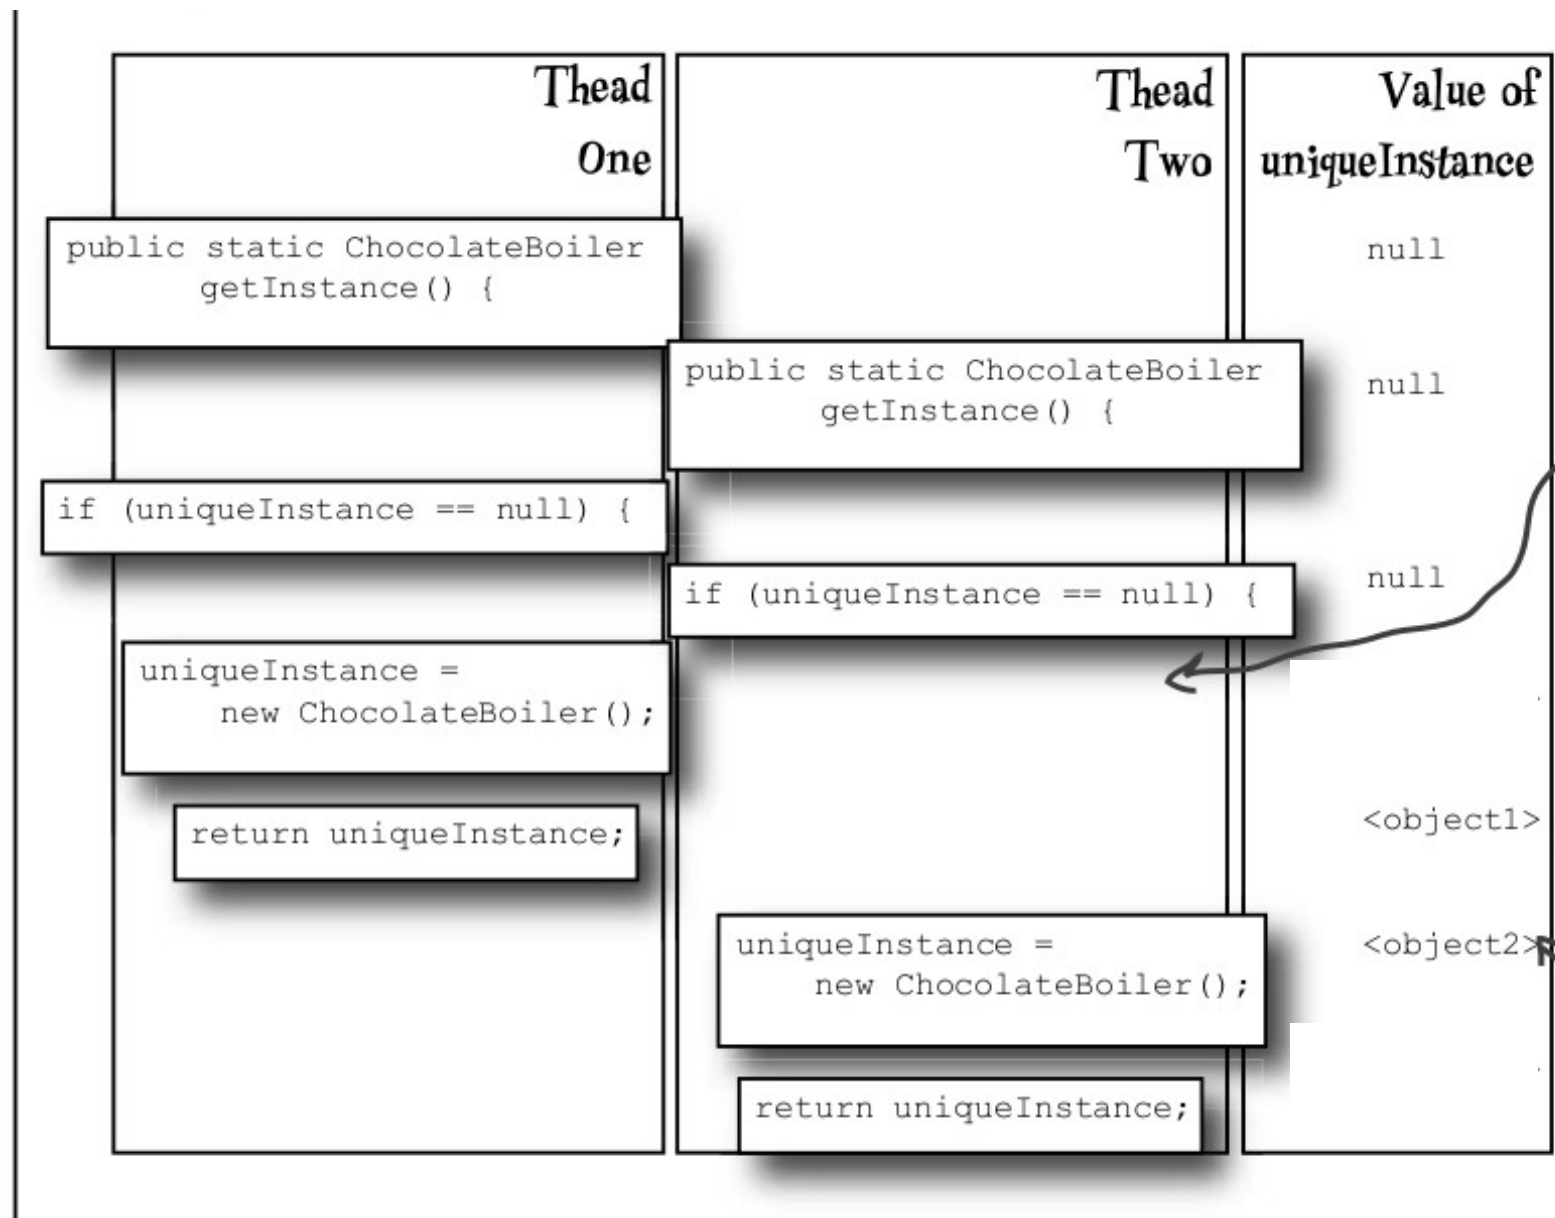 Thead
One
Thead
Two
Value of
uniqueInstance
public static ChocolateBoiler
getInstance() {
null
public static ChocolateBoiler
getInstance() {
null
if (uniqueInstance == null) {
if (uniqueInstance == null) {
null
uniqueInstance =
new ChocolateBoiler();
return uniqueInstance;
<object1>
uniqueInstance =
new ChocolateBoiler();
<object2>
return uniqueInstance;